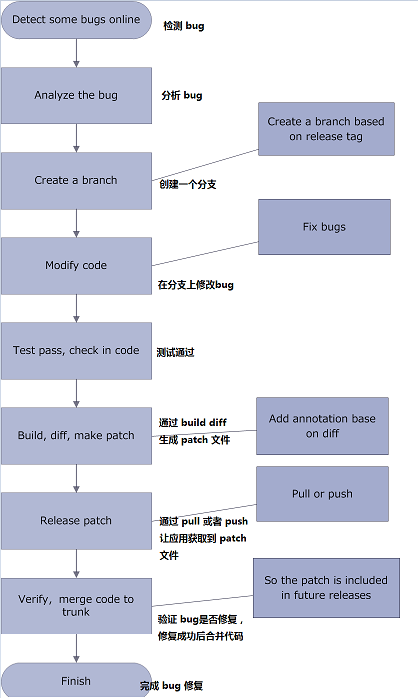 Detect some bugs online
检测 bug
Analyze the bug
分析 bug
Create a branch based
on release tag
Create a branch
创建一个分支
Fix bugs
Modify code
在分支上修改bug
Test pass, check in code
测试通过
Build, diff, make patch
通过 build diff
生成 patch 文件
Add annotation base
on diff
Pull or push
Release patch
通过 pull 或者 push
让应用获取到 patch
文件
So the patch is included
in future releases
Verify, merge code to
trunk
验证 bug是否修复，
修复成功后合并代码
Finish
完成 bug 修复